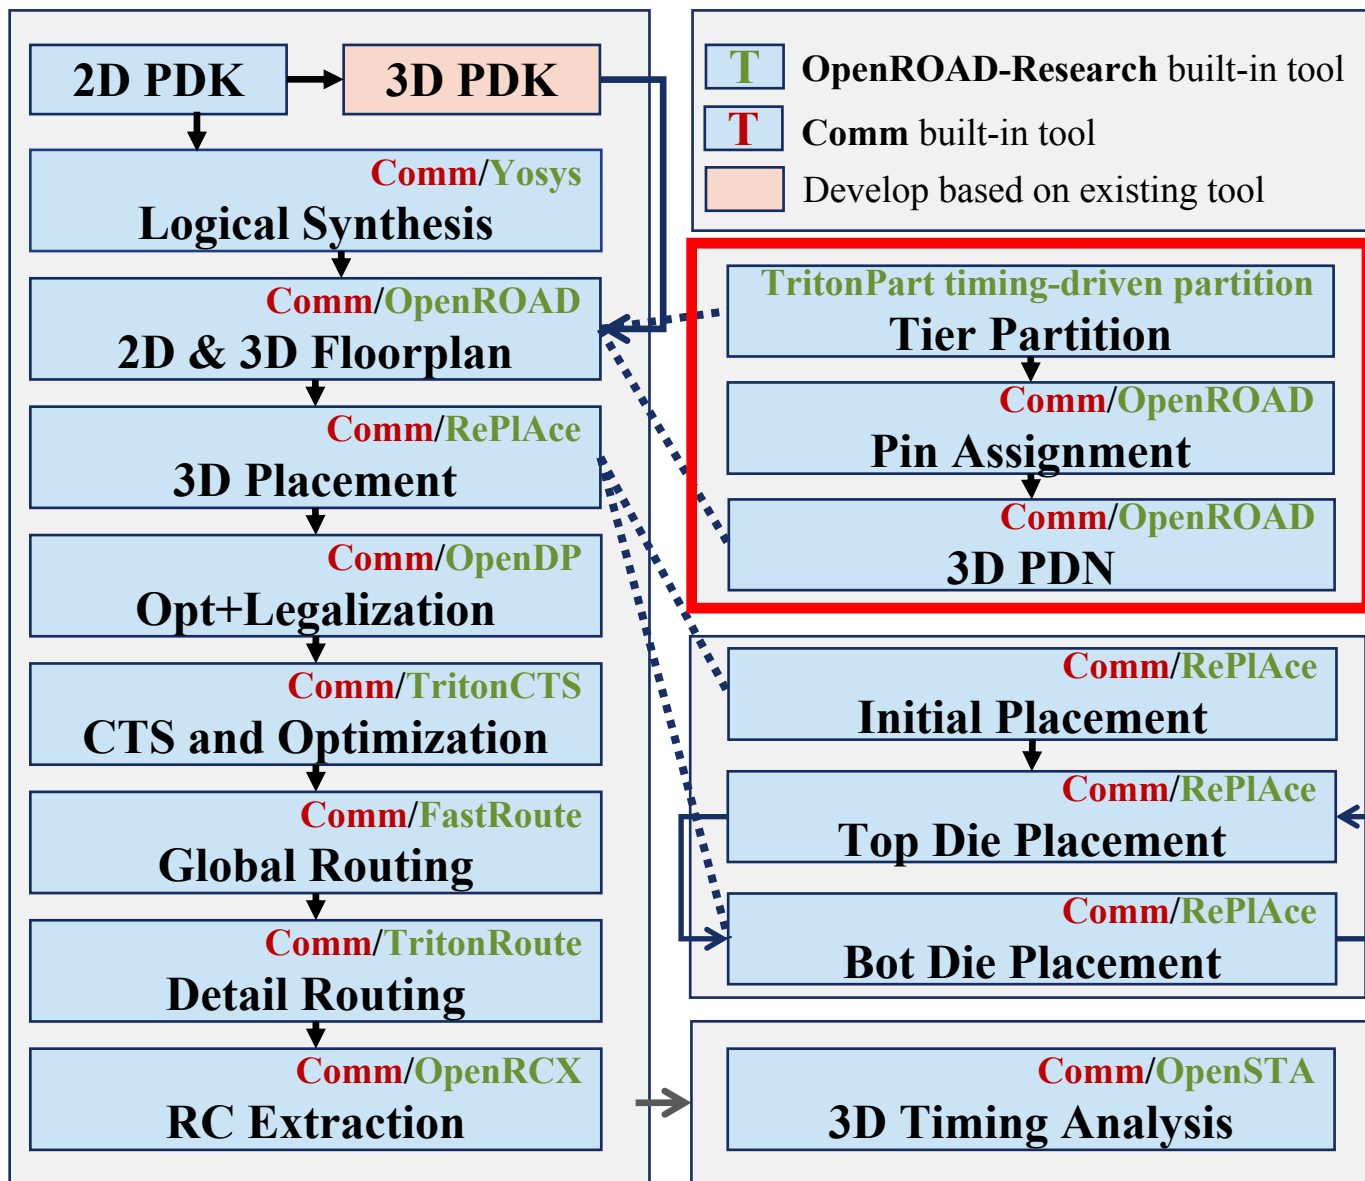 2D PDK
3D PDK
Comm/Yosys
Logical Synthesis
Comm/OpenROAD
2D & 3D Floorplan
Comm/RePlAce
3D Placement
Comm/OpenDP
Opt+Legalization
Comm/TritonCTS
CTS and Optimization
Comm/FastRoute
Global Routing
Comm/TritonRoute
Detail Routing
Comm/OpenRCX
RC Extraction
T OpenROAD-Research built-in tool
T Comm built-in tool
Develop based on existing tool
TritonPart timing-driven partition
Tier Partition
Comm/OpenROAD
Pin Assignment
Comm/OpenROAD
3D PDN
Comm/RePlAce
Initial Placement
Comm/RePlAce
Top Die Placement
Comm/RePlAce
Bot Die Placement
Comm/OpenSTA
3D Timing Analysis